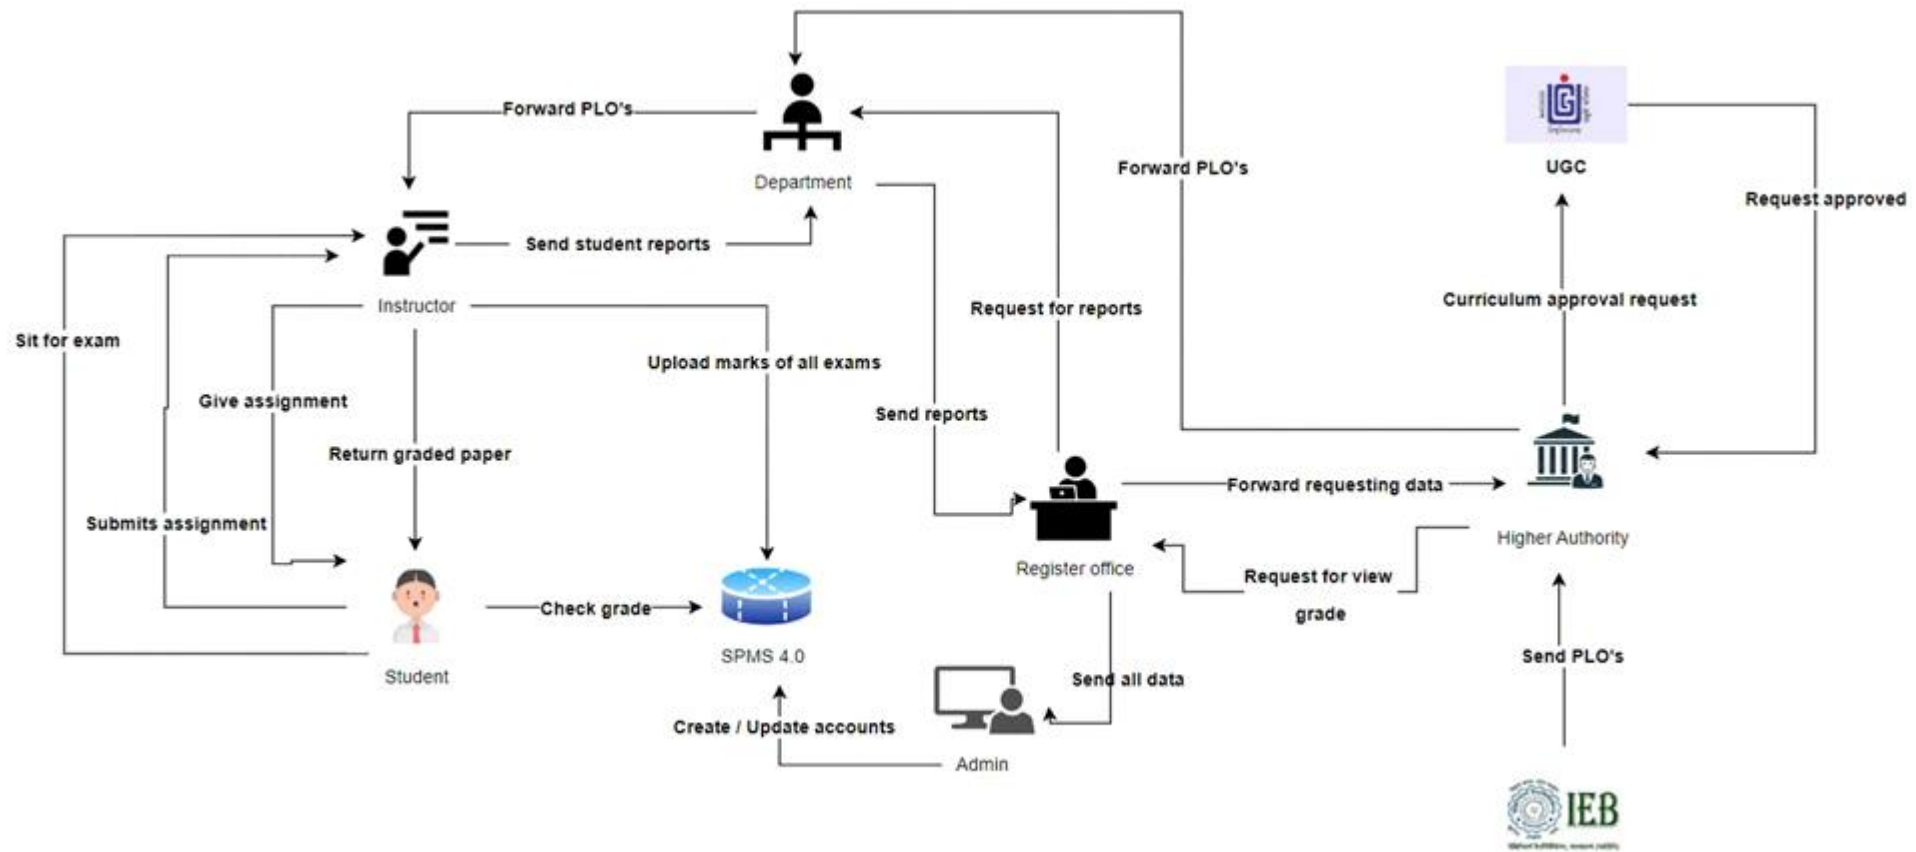 Forward PLO's
Department
Forward PLO's
UGC
Request approved
Send student reports
Instructor
Request for reports
Curriculum approval request
Sit for exam
Upload marks of all exams
Give assignment
Send reports
Return graded paper
Forward requesting data
Submits assignment
Higher Authority
Register office
Request for view
grade
Check grade
SPMS 4.0
Student
Send all data
Send PLO's
Create / Update accounts
Admin
IEB